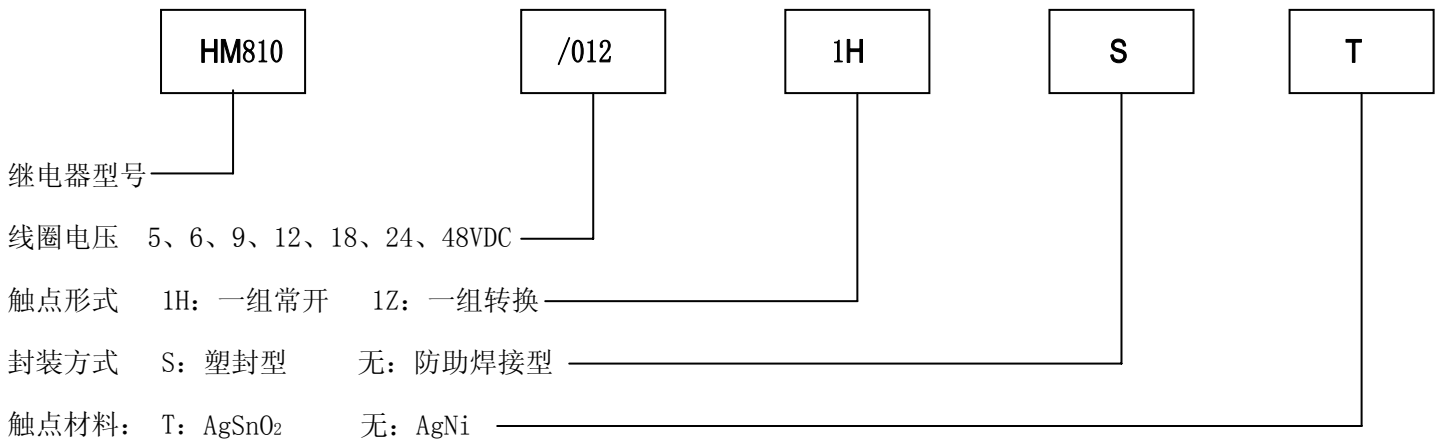 HM810 /012 1H S T
继电器型号
线圈电压 5、6、9、12、18、24、48VDC
触点形式 1H：一组常开 1Z：一组转换
封装方式 S：塑封型 无：防助焊接型
触点材料： T：AgSnO₂ 无：AgNi